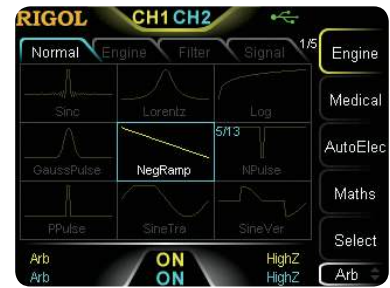 RIGOL CH1 CH2
Normal Engine Filter Signal 1/5
Engine
Sinc Lorentz Log
Medical
5/13
AutoElec
GaussPulse NegRamp NPulse
Maths
PPulse SineTra SineVer
Select
Arb ON HighZ
Arb ON HighZ
Arb